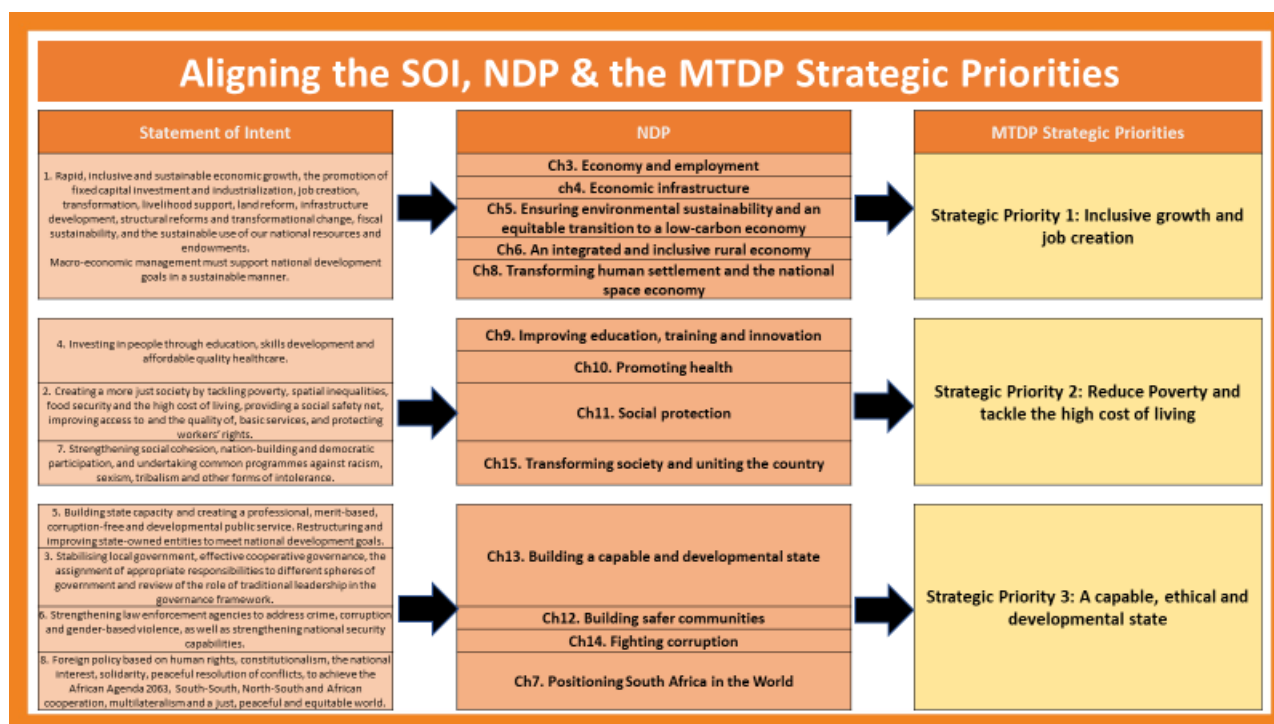 Aligning the SOI, NDP & the MTDP Strategic Priorities
Statement of Intent
1. Rapid, inclusive and sustainable economic growth, the promotion of
fixed capital investment and industrialization, job creation,
transformation, livelihood support, land reform, infrastructure
development, structural reforms and transformational change, fiscal
sustainability, and the sustainable use of our national resources and
endowments.
Macro-economic management must support national development
goals in a sustainable manner.
NDP
Ch3. Economy and employment
ch4. Economic infrastructure
Ch5. Ensuring environmental sustainability and an
equitable transition to a low-carbon economy
Ch6. An integrated and inclusive rural economy
Ch8. Transforming human settlement and the national
space economy
MTDP Strategic Priorities
Strategic Priority 1: Inclusive growth and
job creation
4. Investing in people through education, skills development and
affordable quality healthcare.
2. Creating a more just society by tackling poverty, spatial inequalities,
food security and the high cost of living, providing a social safety net,
improving access to and the quality of, basic services, and protecting
workers' rights.
7. Strengthening social cohesion, nation-building and democratic
participation, and undertaking common programmes against racism,
sexism, tribalism and other forms of intolerance.
Ch9. Improving education, training and innovation
Ch10. Promoting health
Ch11. Social protection
Ch15. Transforming society and uniting the country
Strategic Priority 2: Reduce Poverty and
tackle the high cost of living
5. Building state capacity and creating a professional, merit-based,
corruption-free and developmental public service. Restructuring and
improving state-owned entities to meet national development goals.
3. Stabilising local government, effective cooperative governance, the
assignment of appropriate responsibilities to different spheres of
government and review of the role of traditional leadership in the
governance framework.
6. Strengthening law enforcement agencies to address crime, corruption
and gender-based violence, as well as strengthening national security
capabilities.
8. Foreign policy based on human rights, constitutionalism, the national
interest, solidarity, peaceful resolution of conflicts, to achieve the
African Agenda 2063, South-South, North-South and African
cooperation, multilateralism and a just, peaceful and equitable world.
Ch13. Building a capable and developmental state
Ch12. Building safer communities
Ch14. Fighting corruption
Ch7. Positioning South Africa in the World
Strategic Priority 3: A capable, ethical and
developmental state